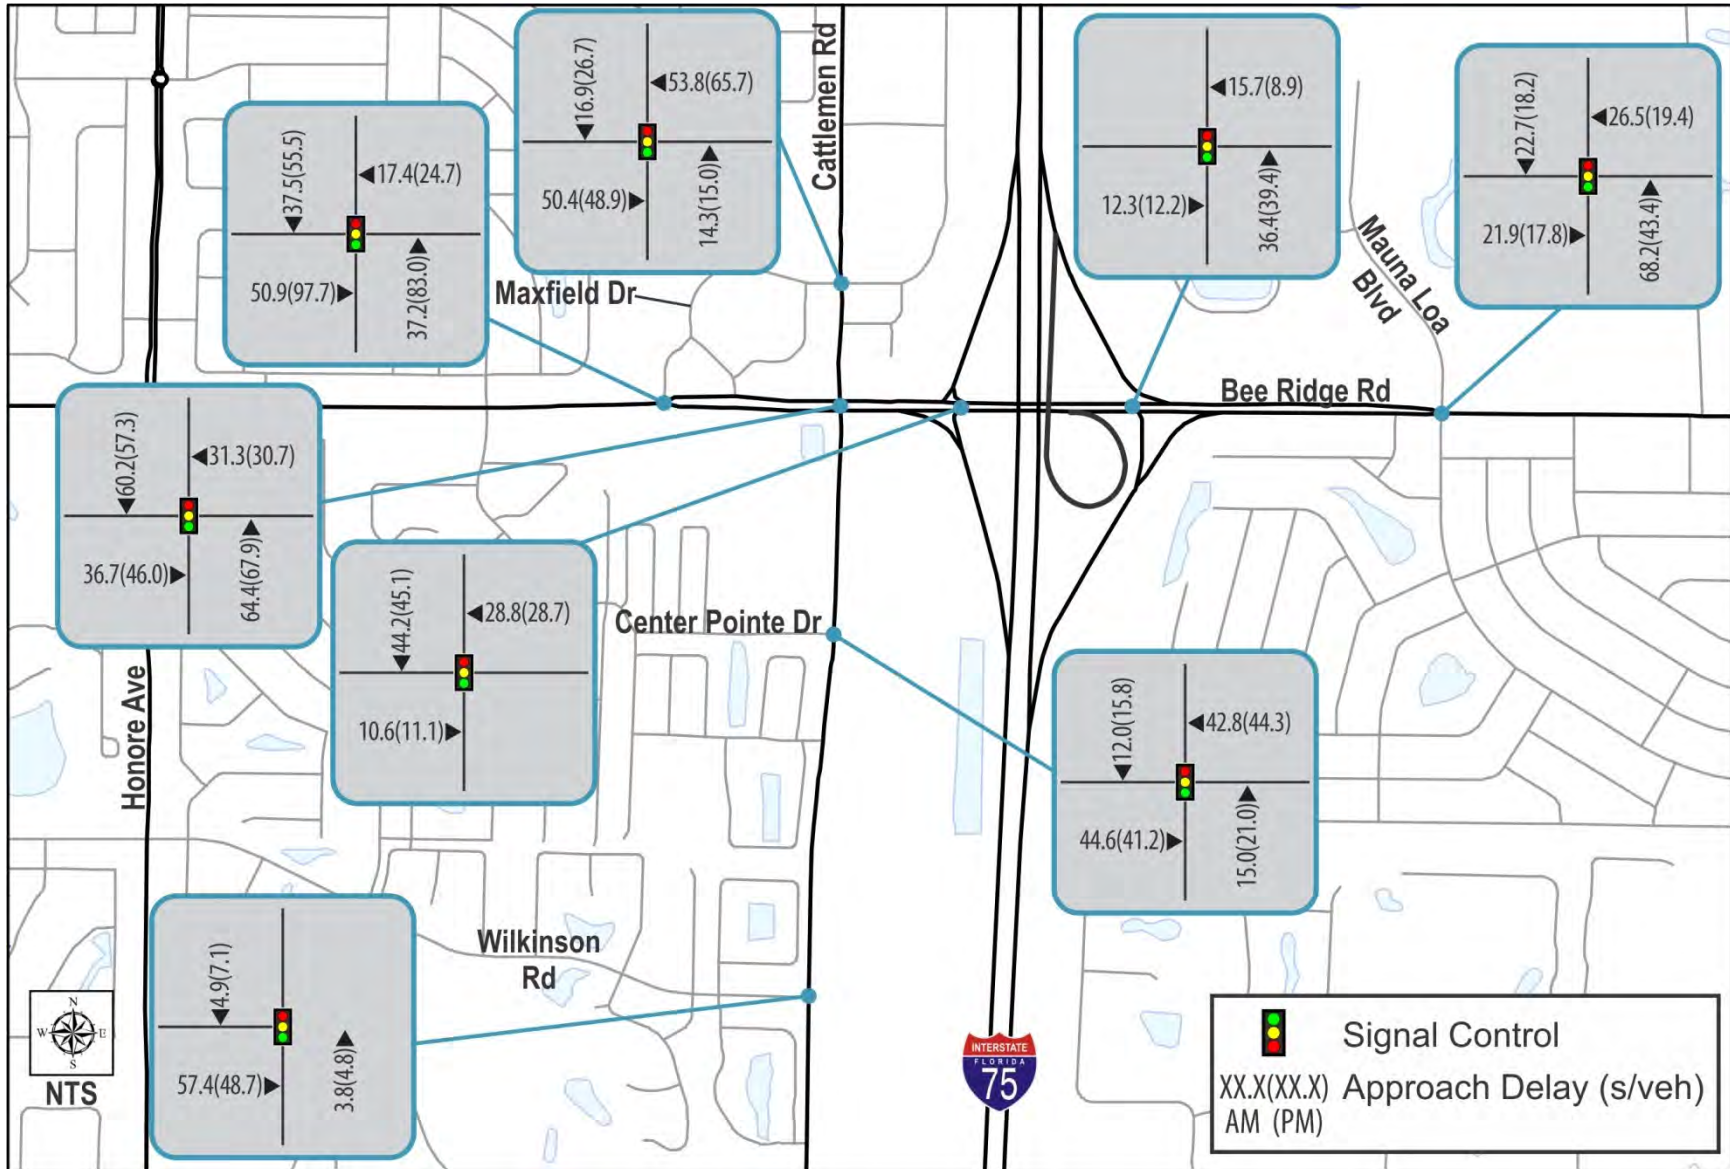 Cattlemen Rd
16.9(26.7)
53.8(65.7)
50.4(48.9)
14.3(15.0)
15.7(8.9)
12.3(12.2)
36.4(39.4)
22.7(18.2)
26.5(19.4)
21.9(17.8)
68.2(43.4)
37.5(55.5)
17.4(24.7)
50.9(97.7)
37.2(83.0)
Maxfield Dr
Mauna Loa
Blvd
Bee Ridge Rd
60.2(57.3)
31.3(30.7)
36.7(46.0)
64.4(67.9)
44.2(45.1)
28.8(28.7)
10.6(11.1)
Center Pointe Dr
Honore Ave
12.0(15.8)
42.8(44.3)
44.6(41.2)
15.0(21.0)
4.9(7.1)
57.4(48.7)
3.8(4.8)
Wilkinson
Rd
N
W E
S
NTS
INTERSTATE
FLORIDA
75
Signal Control
XX.X(XX.X) Approach Delay (s/veh)
AM (PM)